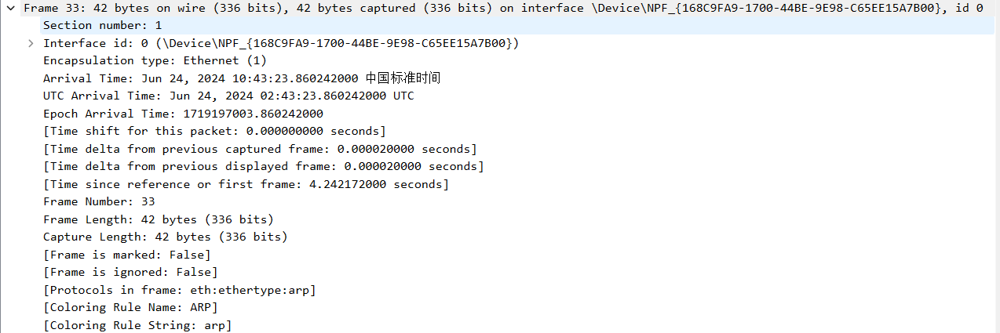 Frame 33: 42 bytes on wire (336 bits), 42 bytes captured (336 bits) on interface \Device\NPF_{168C9FA9-1700-44BE-9E98-C65EE15A7B00}, id 0
Section number: 1
Interface id: 0 (\Device\NPF_{168C9FA9-1700-44BE-9E98-C65EE15A7B00})
Encapsulation type: Ethernet (1)
Arrival Time: Jun 24, 2024 10:43:23.860242000 中国标准时间
UTC Arrival Time: Jun 24, 2024 02:43:23.860242000 UTC
Epoch Arrival Time: 1719197003.860242000
[Time shift for this packet: 0.000000000 seconds]
[Time delta from previous captured frame: 0.000020000 seconds]
[Time delta from previous displayed frame: 0.000020000 seconds]
[Time since reference or first frame: 4.242172000 seconds]
Frame Number: 33
Frame Length: 42 bytes (336 bits)
Capture Length: 42 bytes (336 bits)
[Frame is marked: False]
[Frame is ignored: False]
[Protocols in frame: eth:ethertype:arp]
[Coloring Rule Name: ARP]
[Coloring Rule String: arp]